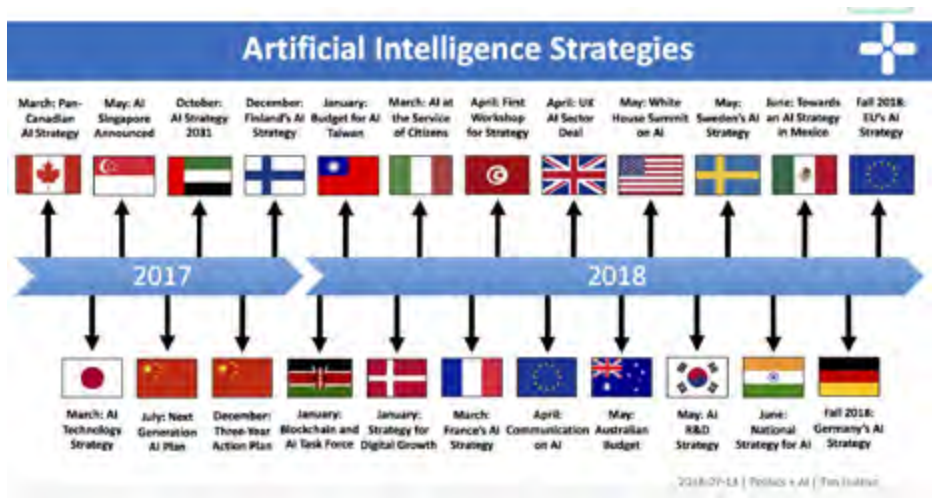 Artificial Intelligence Strategies
March: Pan-
Canadian
AI Strategy
May: AI
Singapore
Announced
October:
AI Strategy
2031
December:
Finland's AI
Strategy
January:
Budget for AI
Taiwan
March: AI at
the Service
of Citizens
April: First
Workshop
for Strategy
April: UK
AI Sector
Deal
May: White
House Summit
on AI
May:
Sweden's AI
Strategy
June: Towards
an AI Strategy
in Mexico
Fall 2018:
EU's AI
Strategy
2017
2018
March: AI
Technology
Strategy
July: Next
Generation
AI Plan
December:
Three-Year
Action Plan
January:
Blockchain and
AI Task Force
January:
Strategy for
Digital Growth
March:
France's AI
Strategy
April:
Communication
on AI
May:
Australian
Budget
May: AI
R&D
Strategy
June:
National
Strategy for AI
Fall 2018:
Germany's AI
Strategy
2018-07-13 | Politics + AI | Tim